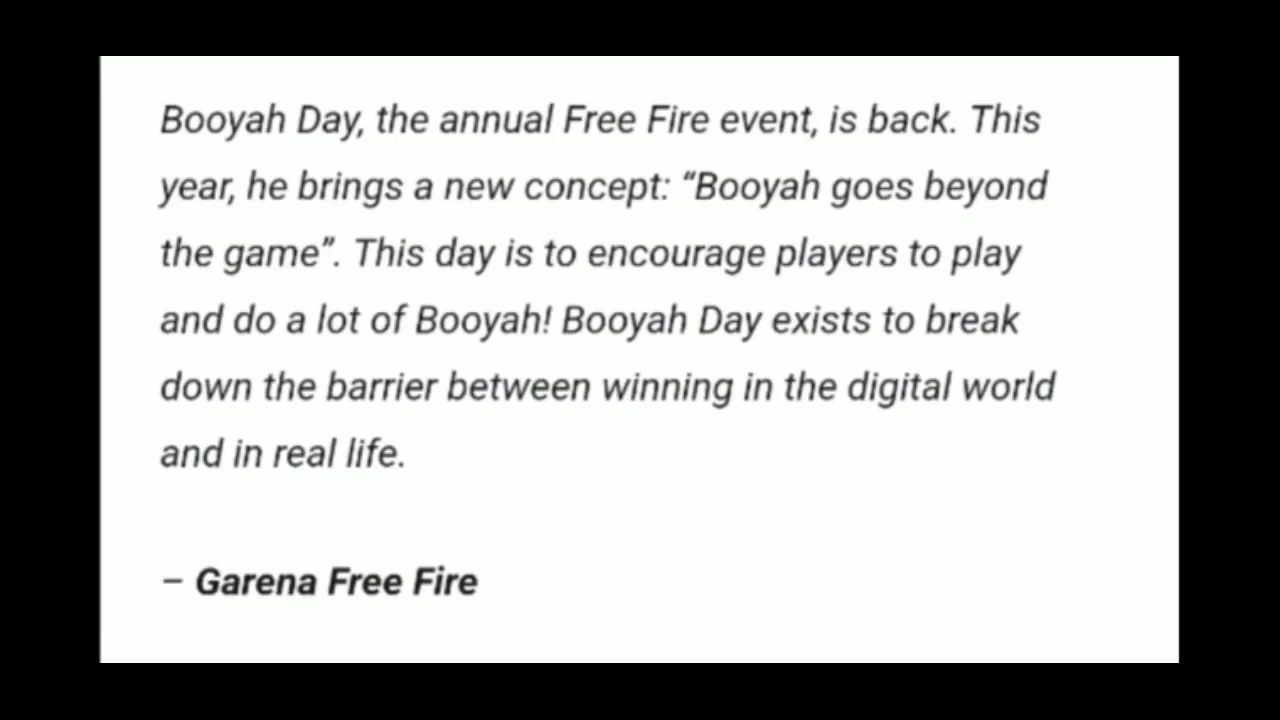 Booyah Day, the annual Free Fire event, is back. This
year, he brings a new concept: “Booyah goes beyond
the game”. This day is to encourage players to play
and do a lot of Booyah! Booyah Day exists to break
down the barrier between winning in the digital world
and in real life.
– Garena Free Fire